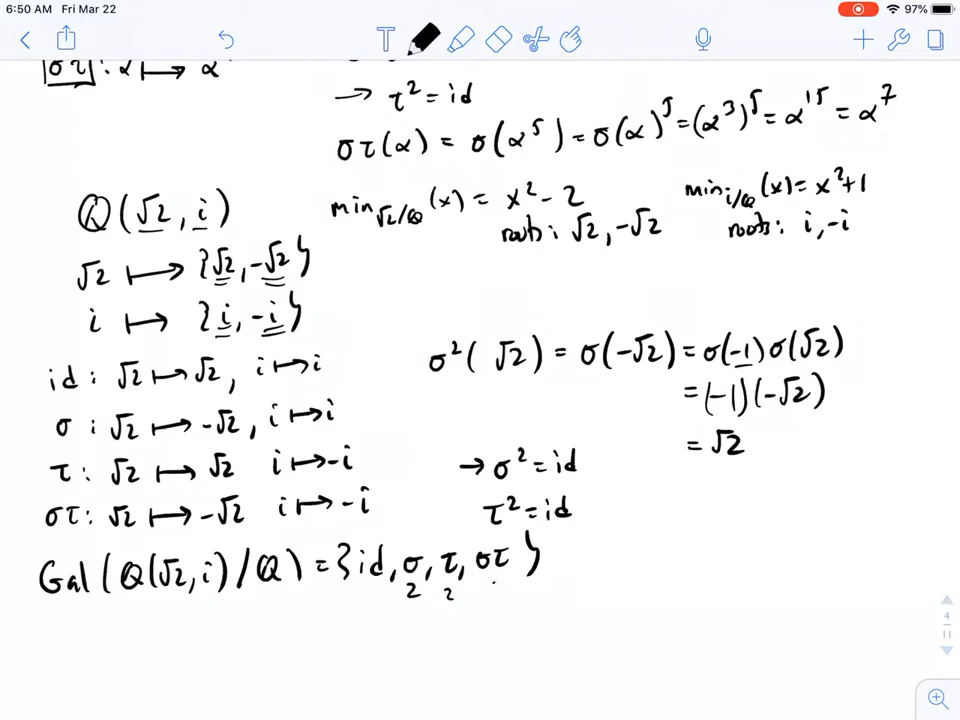 6:50 AM Fri Mar 22
97%
T
στ : α ↦ α
→ τ² = id
στ(α) = σ(α⁵) = σ(α)⁵ = (α³)⁵ = α¹⁵ = α⁷
Q(√2, i)
min√2/Q (x) = x² - 2
roots: √2, -√2
min i/Q (x) = x² + 1
roots: i, -i
√2 ↦ {√2, -√2}
i ↦ {i, -i}
id : √2 ↦ √2, i ↦ i
σ : √2 ↦ -√2, i ↦ i
τ : √2 ↦ √2 i ↦ -i
στ : √2 ↦ -√2 i ↦ -i
σ²(√2) = σ(-√2) = σ(-1) σ(√2)
= (-1)(-√2)
= √2
→ σ² = id
τ² = id
Gal(Q(√2, i)/Q) = {id, σ, τ, στ}
2 2
4
11